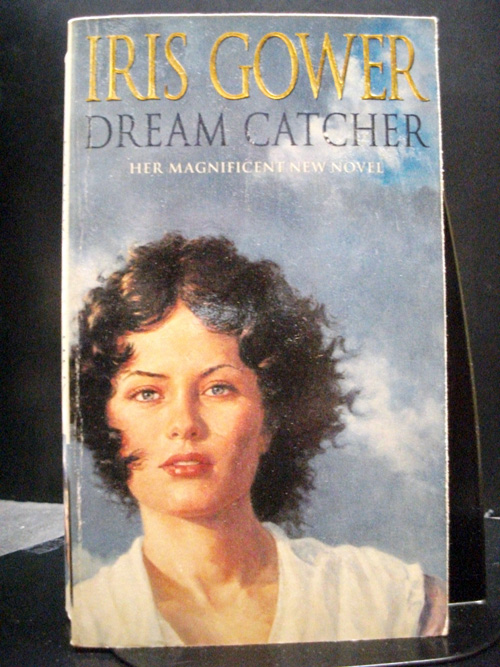 IRIS GOWER
DREAM CATCHER
HER MAGNIFICENT NEW NOVEL